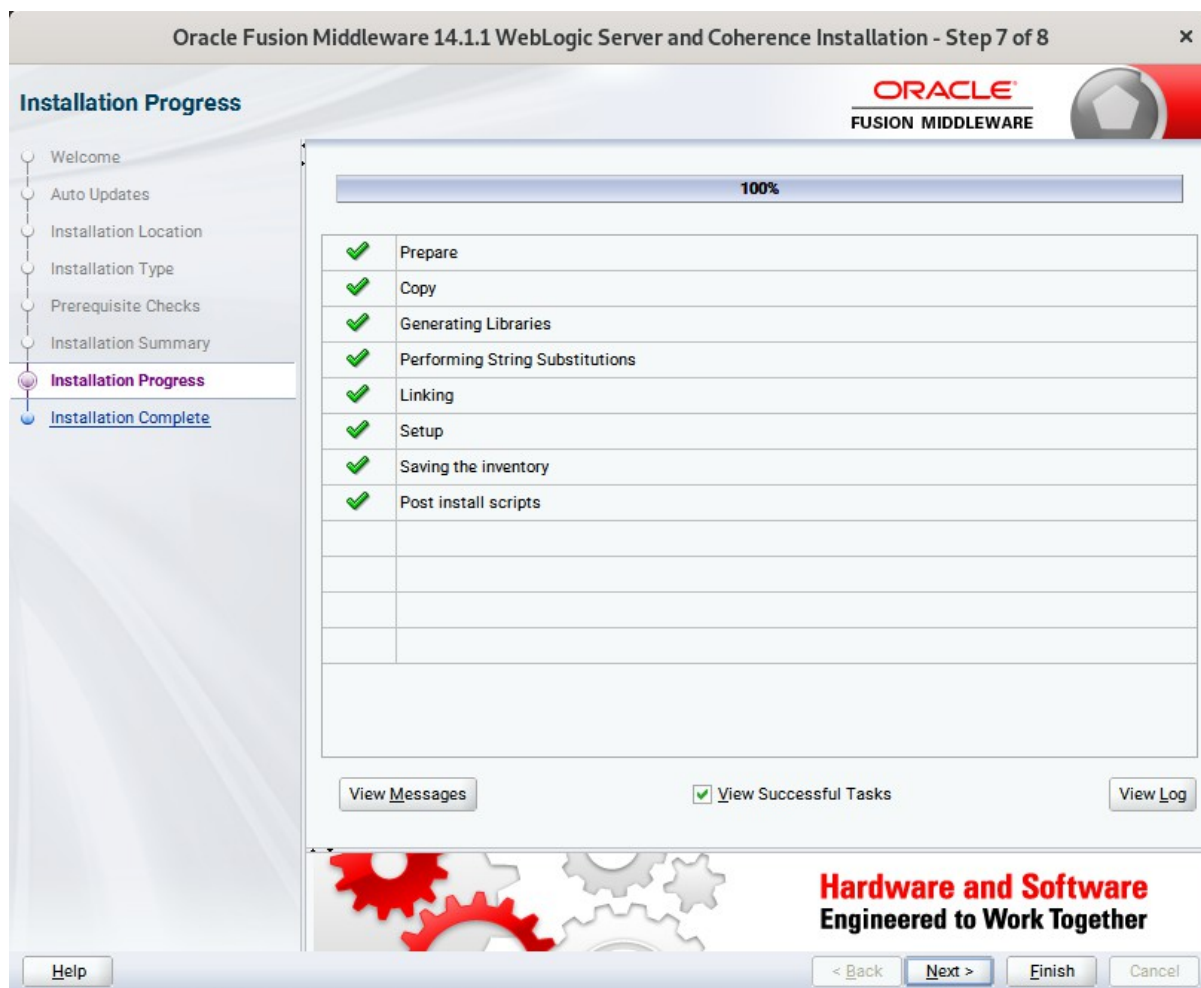 Oracle Fusion Middleware 14.1.1 WebLogic Server and Coherence Installation - Step 7 of 8
Installation Progress
ORACLE
FUSION MIDDLEWARE
Welcome
Auto Updates
Installation Location
Installation Type
Prerequisite Checks
Installation Summary
Installation Progress
Installation Complete
100%
Prepare
Copy
Generating Libraries
Performing String Substitutions
Linking
Setup
Saving the inventory
Post install scripts
View Messages
View Successful Tasks
View Log
Hardware and Software
Engineered to Work Together
Help
< Back
Next >
Finish
Cancel